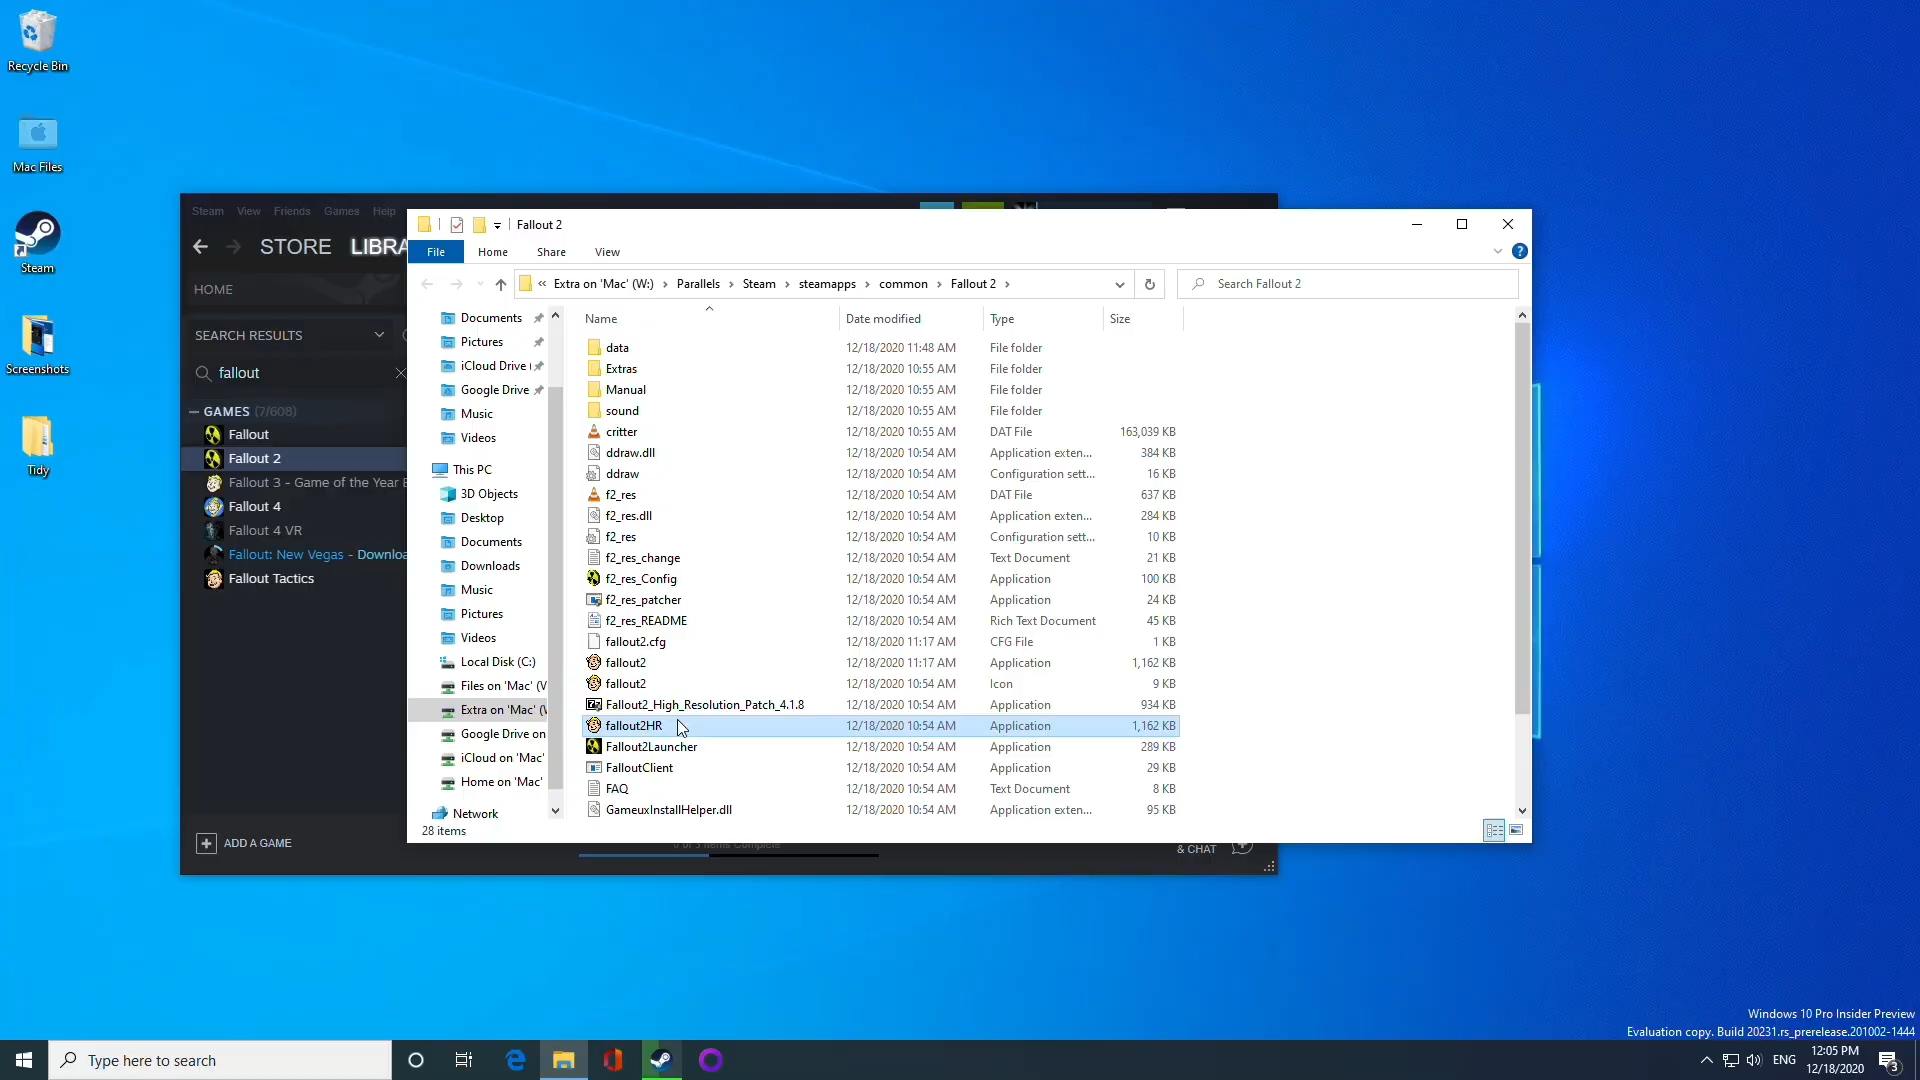 Recycle Bin
Mac Files
Steam
Screenshots
Tidy
Steam View Friends Games Help
STORE LIBRA
HOME
SEARCH RESULTS
fallout
GAMES (7/608)
Fallout
Fallout 2
Fallout 3 - Game of the Year E
Fallout 4
Fallout 4 VR
Fallout: New Vegas - Downloa
Fallout Tactics
ADD A GAME
& CHAT
Fallout 2
File Home Share View
« Extra on 'Mac' (W:) › Parallels › Steam › steamapps › common › Fallout 2 ›
Search Fallout 2
Documents
Pictures
iCloud Drive (
Google Drive
Music
Videos
This PC
3D Objects
Desktop
Documents
Downloads
Music
Pictures
Videos
Local Disk (C:)
Files on 'Mac' (V
Extra on 'Mac' (V
Google Drive on
iCloud on 'Mac'
Home on 'Mac'
Network
Name Date modified Type Size
data 12/18/2020 11:48 AM File folder
Extras 12/18/2020 10:55 AM File folder
Manual 12/18/2020 10:55 AM File folder
sound 12/18/2020 10:55 AM File folder
critter 12/18/2020 10:55 AM DAT File 163,039 KB
ddraw.dll 12/18/2020 10:54 AM Application exten... 384 KB
ddraw 12/18/2020 10:54 AM Configuration sett... 16 KB
f2_res 12/18/2020 10:54 AM DAT File 637 KB
f2_res.dll 12/18/2020 10:54 AM Application exten... 284 KB
f2_res 12/18/2020 10:54 AM Configuration sett... 10 KB
f2_res_change 12/18/2020 10:54 AM Text Document 21 KB
f2_res_Config 12/18/2020 10:54 AM Application 100 KB
f2_res_patcher 12/18/2020 10:54 AM Application 24 KB
f2_res_README 12/18/2020 10:54 AM Rich Text Document 45 KB
fallout2.cfg 12/18/2020 11:17 AM CFG File 1 KB
fallout2 12/18/2020 11:17 AM Application 1,162 KB
fallout2 12/18/2020 10:54 AM Icon 9 KB
Fallout2_High_Resolution_Patch_4.1.8 12/18/2020 10:54 AM Application 934 KB
fallout2HR 12/18/2020 10:54 AM Application 1,162 KB
Fallout2Launcher 12/18/2020 10:54 AM Application 289 KB
FalloutClient 12/18/2020 10:54 AM Application 29 KB
FAQ 12/18/2020 10:54 AM Text Document 8 KB
GameuxInstallHelper.dll 12/18/2020 10:54 AM Application exten... 95 KB
28 items
Windows 10 Pro Insider Preview
Evaluation copy. Build 20231.rs_prerelease.201002-1444
Type here to search
ENG
12:05 PM
12/18/2020
3